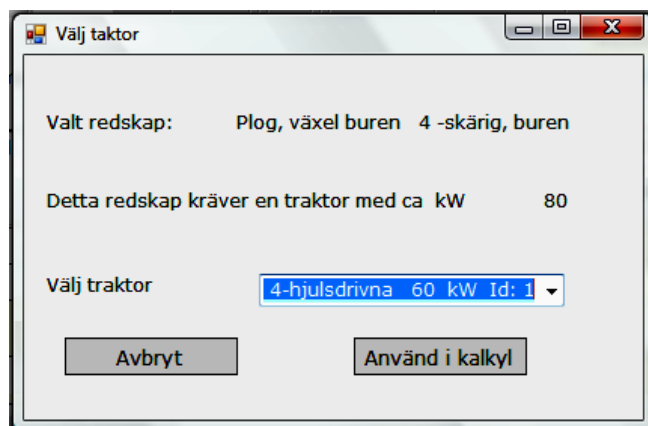 Välj taktor
Valt redskap: Plog, växel buren 4 -skärig, buren
Detta redskap kräver en traktor med ca kW 80
Välj traktor 4-hjulsdrivna 60 kW Id: 1
Avbryt Använd i kalkyl